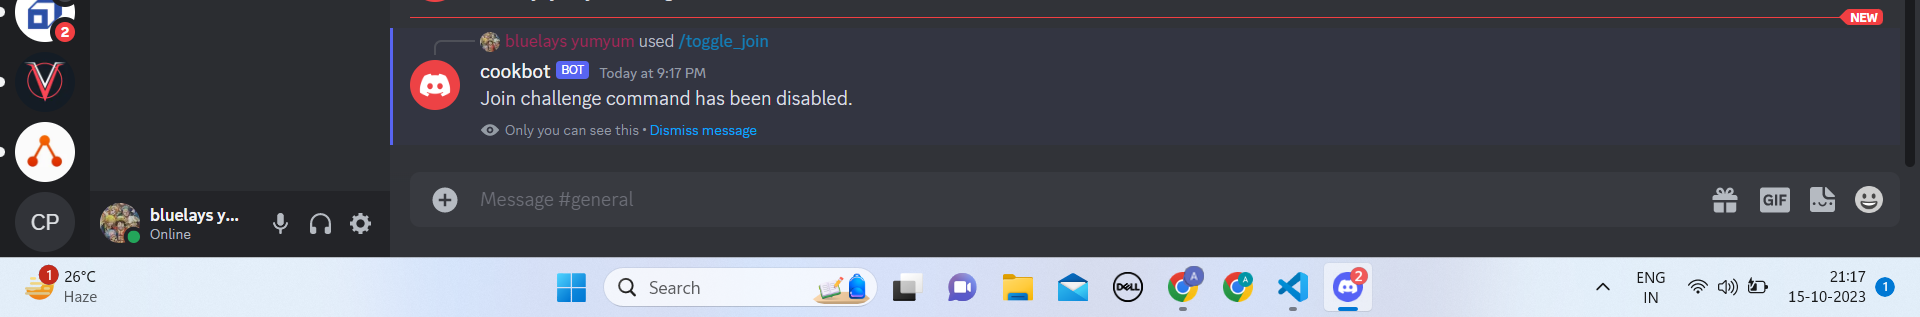 NEW
2
bluelays yumyum used /toggle_join
cookbot BOT Today at 9:17 PM
Join challenge command has been disabled.
Only you can see this • Dismiss message
CP
bluelays y...
Online
Message #general
GIF
1
26°C
Haze
Search
DELL
A
A
2
ENG
IN
21:17
15-10-2023
1